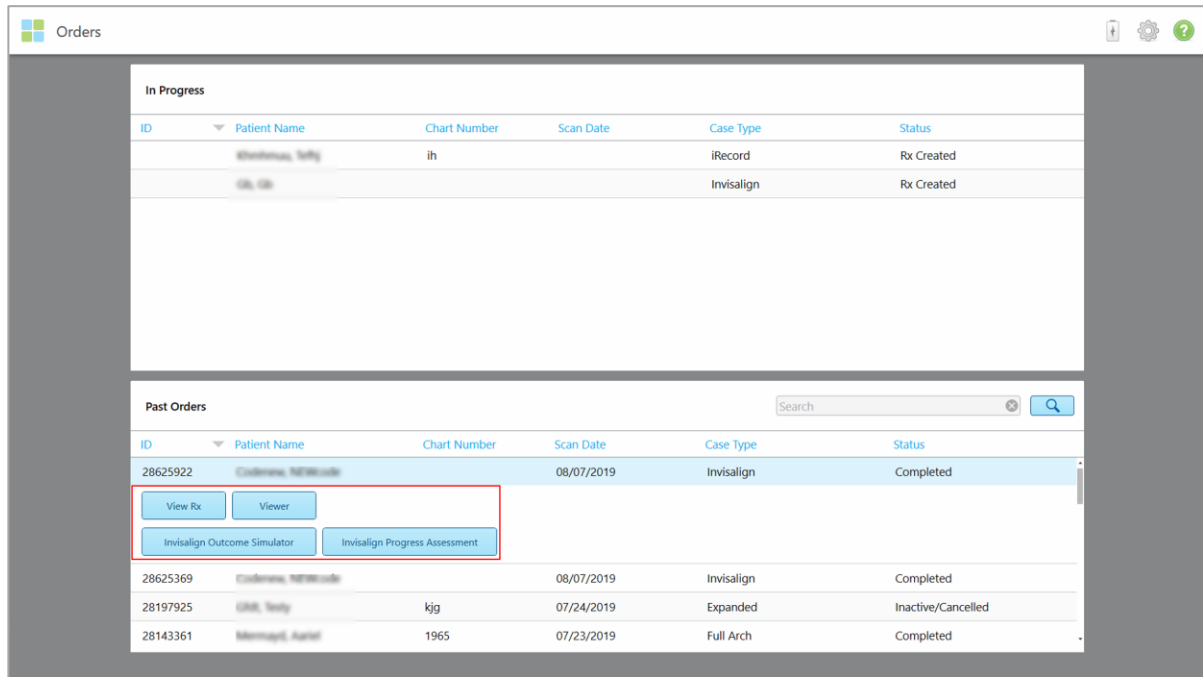 Orders
In Progress
ID Patient Name Chart Number Scan Date Case Type Status
ih iRecord Rx Created
Invisalign Rx Created
Past Orders Search
ID Patient Name Chart Number Scan Date Case Type Status
28625922 08/07/2019 Invisalign Completed
View Rx Viewer
Invisalign Outcome Simulator Invisalign Progress Assessment
28625369 08/07/2019 Invisalign Completed
28197925 kjg 07/24/2019 Expanded Inactive/Cancelled
28143361 1965 07/23/2019 Full Arch Completed